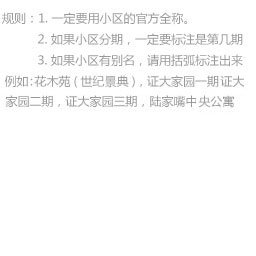 规则：1. 一定要用小区的官方全称。
2. 如果小区分期，一定要标注是第几期
3. 如果小区有别名，请用括弧标注出来
例如:花木苑 ( 世纪景典 ) ，证大家园一期 证大
家园二期，证大家园三期，陆家嘴中央公寓